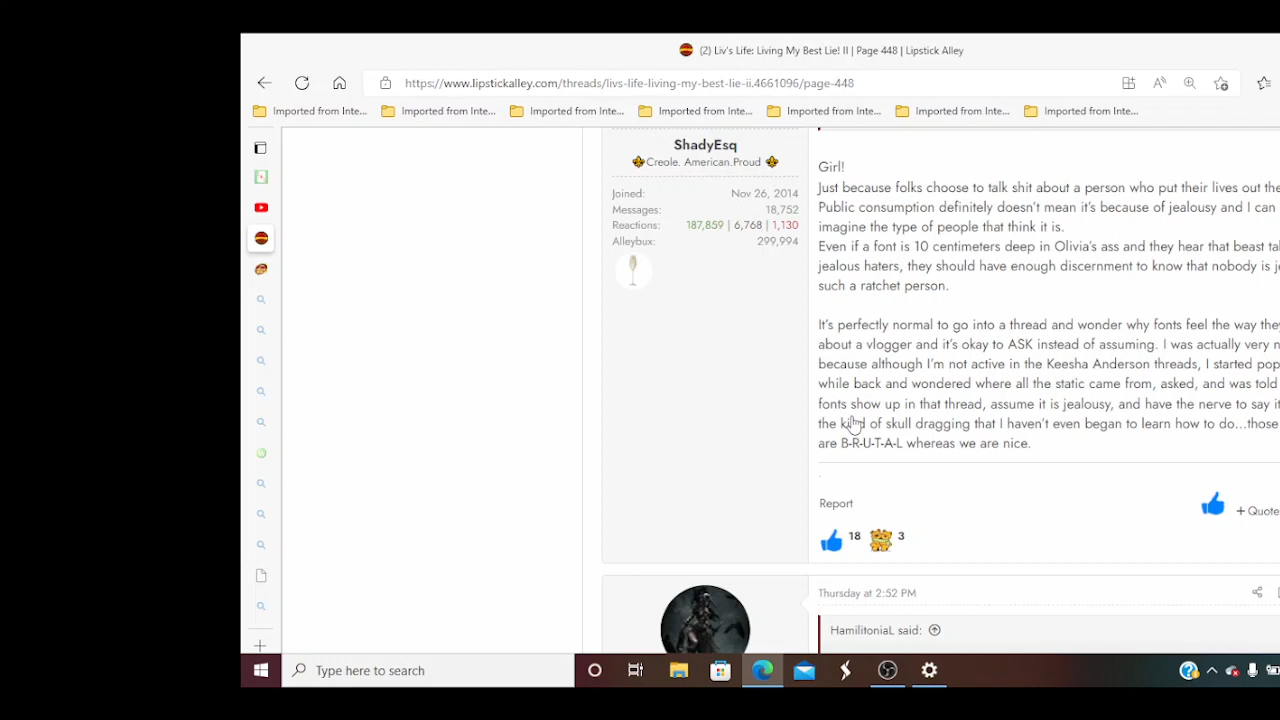 (2) Liv's Life: Living My Best Lie! II | Page 448 | Lipstick Alley
https://www.lipstickalley.com/threads/livs-life-living-my-best-lie-ii.4661096/page-448
Imported from Inte... Imported from Inte... Imported from Inte... Imported from Inte... Imported from Inte... Imported from Inte... Imported from Inte...
ShadyEsq
Creole. American.Proud
Joined: Nov 26, 2014
Messages: 18,752
Reactions: 187,859 | 6,768 | 1,130
Alleybux: 299,994
Girl!
Just because folks choose to talk shit about a person who put their lives out the
Public consumption definitely doesn't mean it's because of jealousy and I can
imagine the type of people that think it is.
Even if a font is 10 centimeters deep in Olivia's ass and they hear that beast ta
jealous haters, they should have enough discernment to know that nobody is j
such a ratchet person.
It's perfectly normal to go into a thread and wonder why fonts feel the way the
about a vlogger and it's okay to ASK instead of assuming. I was actually very n
because although I'm not active in the Keesha Anderson threads, I started pop
while back and wondered where all the static came from, asked, and was told
fonts show up in that thread, assume it is jealousy, and have the nerve to say i
the kind of skull dragging that I haven't even began to learn how to do...those
are B-R-U-T-A-L whereas we are nice.
Report
+ Quote
18 3
Thursday at 2:52 PM
HamilitoniaL said:
Type here to search